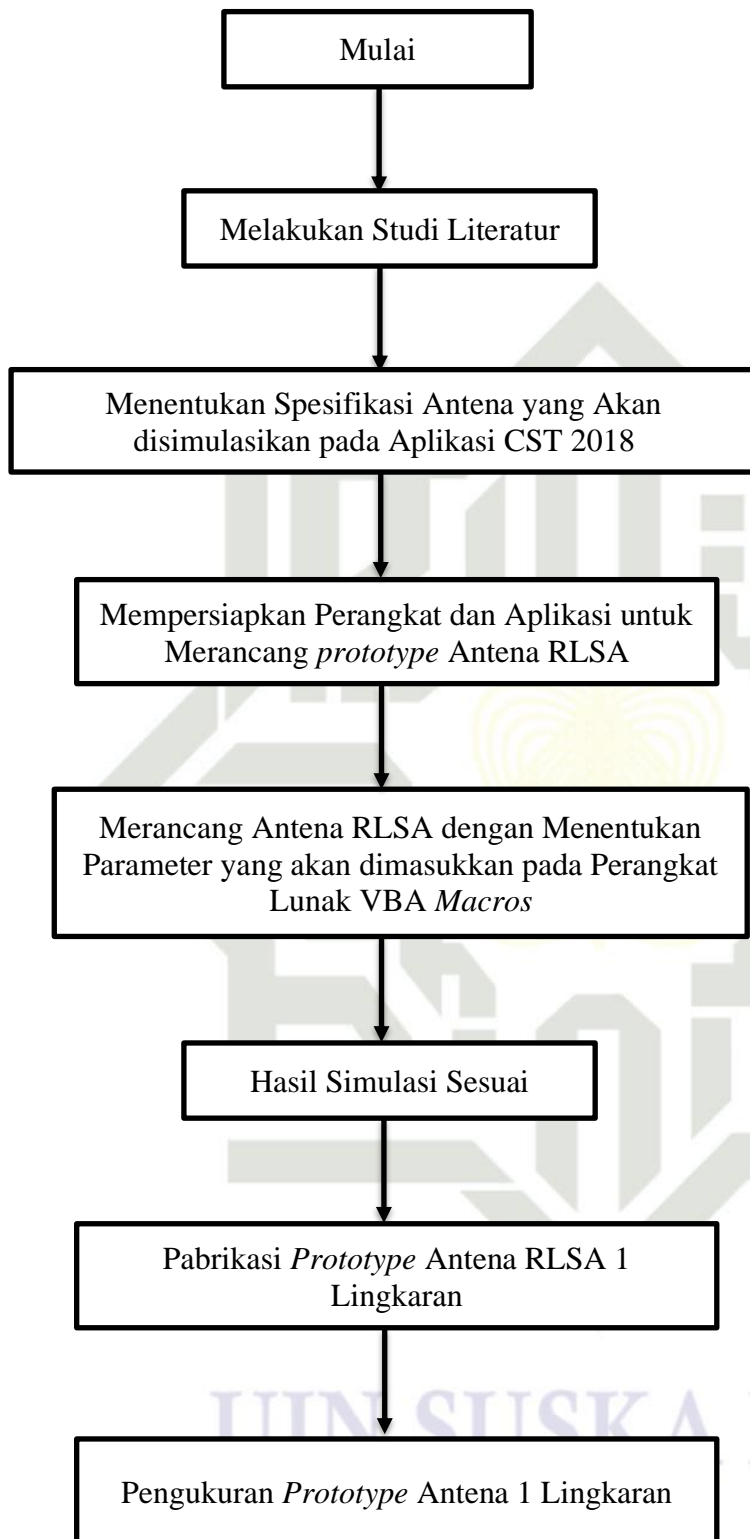 Mulai
Melakukan Studi Literatur
Menentukan Spesifikasi Antena yang Akan
disimulasikan pada Aplikasi CST 2018
Mempersiapkan Perangkat dan Aplikasi untuk
Merancang prototype Antena RLSA
Merancang Antena RLSA dengan Menentukan
Parameter yang akan dimasukkan pada Perangkat
Lunak VBA Macros
Hasil Simulasi Sesuai
Pabrikasi Prototype Antena RLSA 1
Lingkaran
UIN SUSKA
Pengukuran Prototype Antena 1 Lingkaran